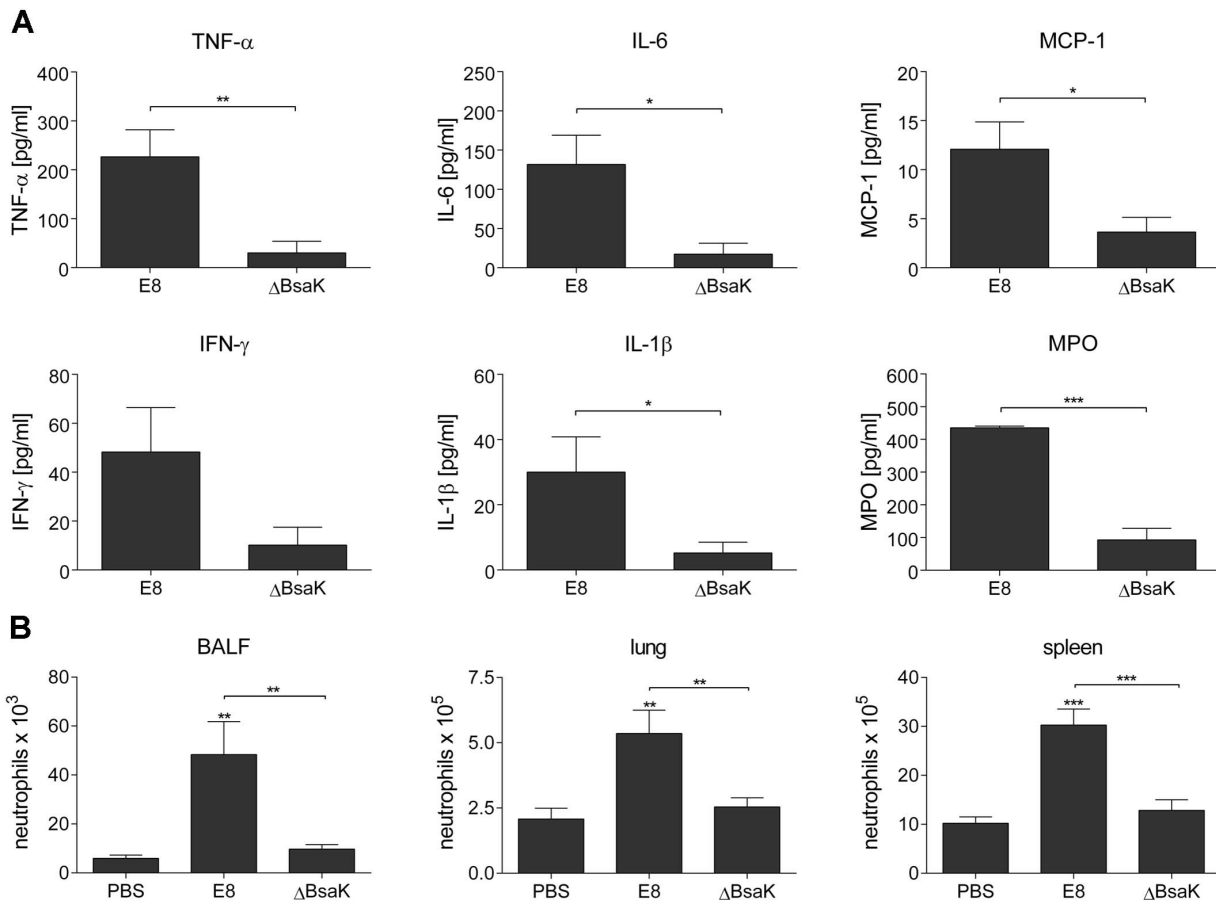 A
TNF-α
TNF-α [pg/ml]
400
300
200
100
0
**
E8
ΔBsaK
IL-6
IL-6 [pg/ml]
250
200
150
100
50
0
*
E8
ΔBsaK
MCP-1
MCP-1 [pg/ml]
20
15
10
5
0
*
E8
ΔBsaK
IFN-γ
IFN-γ [pg/ml]
80
60
40
20
0
E8
ΔBsaK
IL-1β
IL-1β [pg/ml]
60
40
20
0
*
E8
ΔBsaK
MPO
MPO [pg/ml]
600
500
400
300
200
100
0
***
E8
ΔBsaK
B
BALF
neutrophils x 10³
80
60
40
20
0
**
**
PBS
E8
ΔBsaK
lung
neutrophils x 10⁵
7.5
5.0
2.5
0.0
**
**
PBS
E8
ΔBsaK
spleen
neutrophils x 10⁵
40
30
20
10
0
***
***
PBS
E8
ΔBsaK